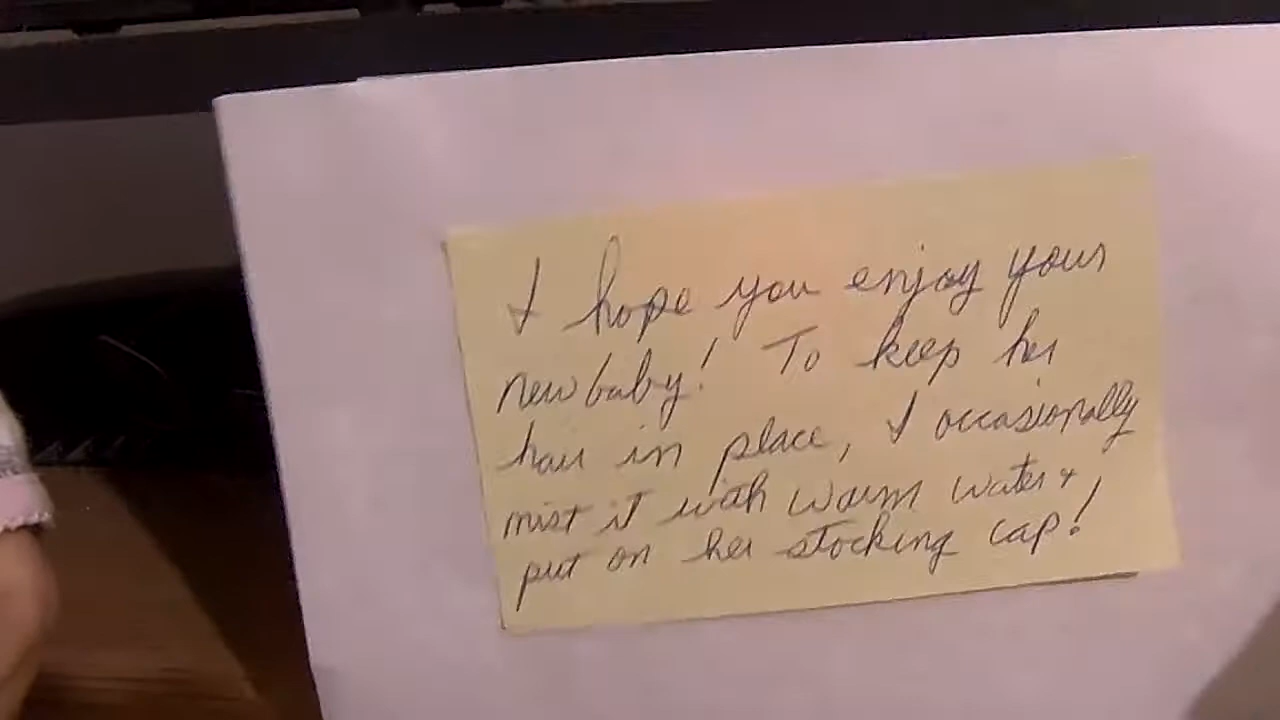 I hope you enjoy your
new baby! To keep her
hair in place, I occasionally
mist it with warm water &
put on her stocking cap!